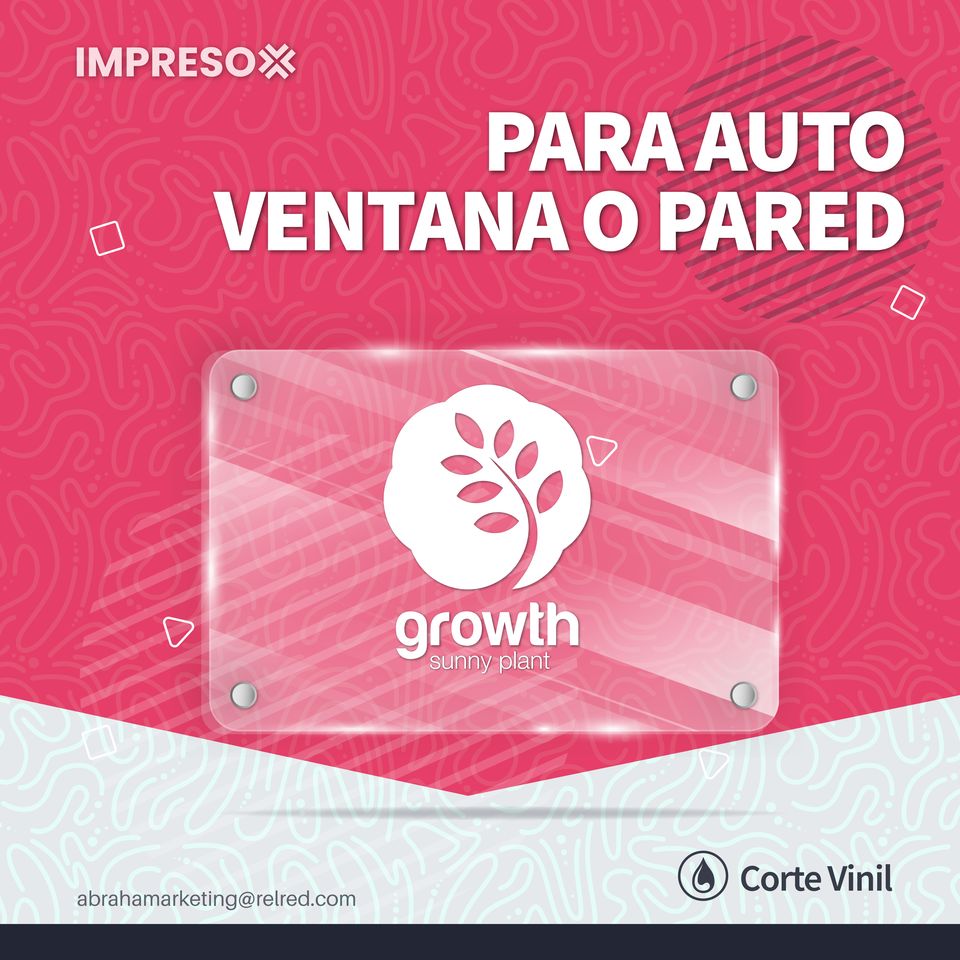 IMPRESO
PARA AUTO
VENTANA O PARED
growth
sunny plant
abrahamarketing@relred.com
Corte Vinil